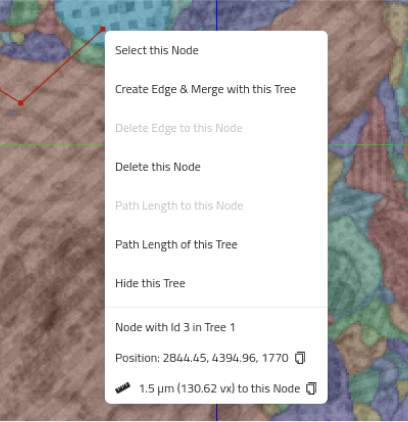 Select this Node
Create Edge & Merge with this Tree
Delete Edge to this Node
Delete this Node
Path Length to this Node
Path Length of this Tree
Hide this Tree
Node with Id 3 in Tree 1
Position: 2844.45, 4394.96, 1770
1.5 µm (130.62 vx) to this Node